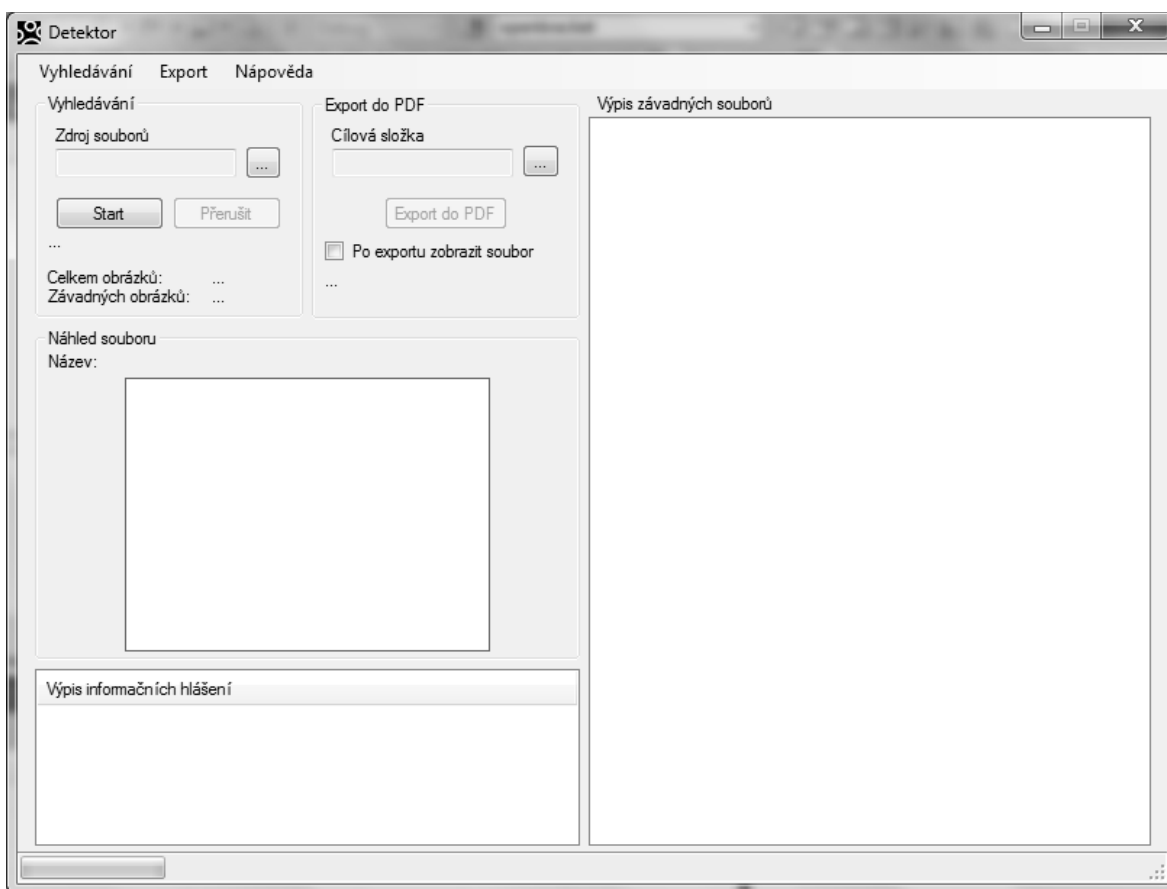 Detektor
Vyhledávání Export Nápověda
Vyhledávání
Zdroj souborů
...
Start Přerušit
...
Celkem obrázků: ...
Závadných obrázků: ...
Export do PDF
Cílová složka
...
Export do PDF
Po exportu zobrazit soubor
...
Náhled souboru
Název:
Výpis informačních hlášení
Výpis závadných souborů